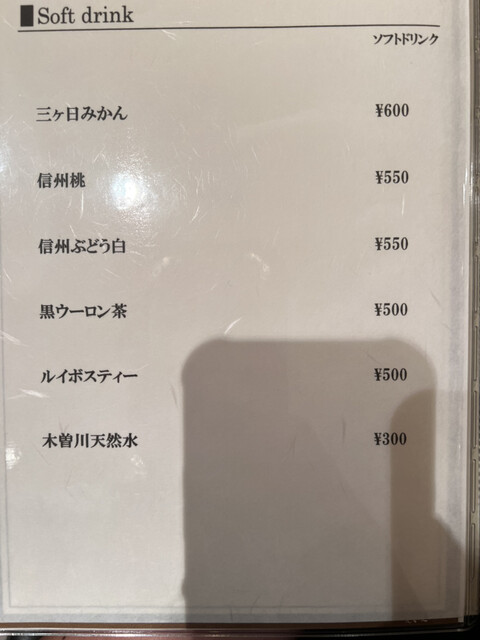 Soft drink
ソフトドリンク
三ヶ日みかん ¥600
信州桃 ¥550
信州ぶどう白 ¥550
黒ウーロン茶 ¥500
ルイボスティー ¥500
木曽川天然水 ¥300